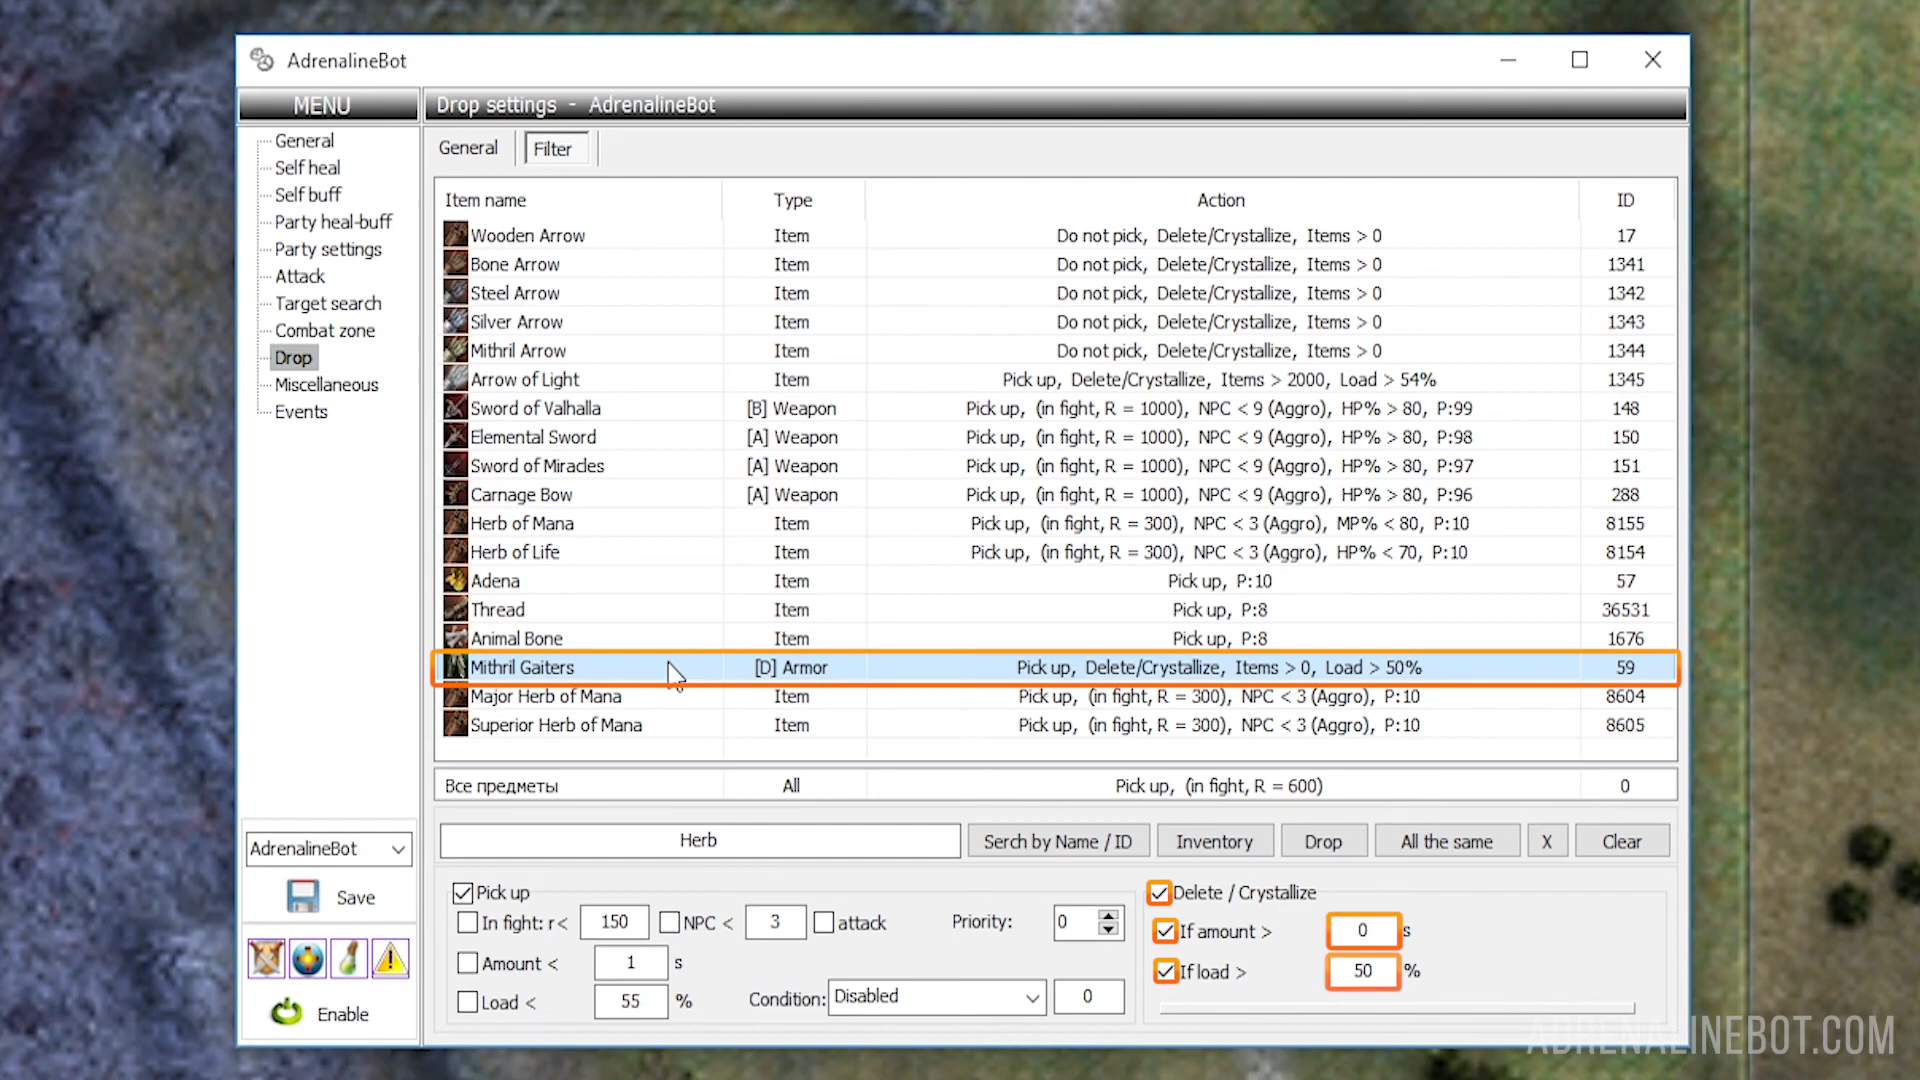 AdrenalineBot
MENU
Drop settings - AdrenalineBot
General
Self heal
Self buff
Party heal-buff
Party settings
Attack
Target search
Combat zone
Drop
Miscellaneous
Events
General Filter
Item name Type Action ID
Wooden Arrow Item Do not pick, Delete/Crystallize, Items > 0 17
Bone Arrow Item Do not pick, Delete/Crystallize, Items > 0 1341
Steel Arrow Item Do not pick, Delete/Crystallize, Items > 0 1342
Silver Arrow Item Do not pick, Delete/Crystallize, Items > 0 1343
Mithril Arrow Item Do not pick, Delete/Crystallize, Items > 0 1344
Arrow of Light Item Pick up, Delete/Crystallize, Items > 2000, Load > 54% 1345
Sword of Valhalla [B] Weapon Pick up, (in fight, R = 1000), NPC < 9 (Aggro), HP% > 80, P:99 148
Elemental Sword [A] Weapon Pick up, (in fight, R = 1000), NPC < 9 (Aggro), HP% > 80, P:98 150
Sword of Miracles [A] Weapon Pick up, (in fight, R = 1000), NPC < 9 (Aggro), HP% > 80, P:97 151
Carnage Bow [A] Weapon Pick up, (in fight, R = 1000), NPC < 9 (Aggro), HP% > 80, P:96 288
Herb of Mana Item Pick up, (in fight, R = 300), NPC < 3 (Aggro), MP% < 80, P:10 8155
Herb of Life Item Pick up, (in fight, R = 300), NPC < 3 (Aggro), HP% < 70, P:10 8154
Adena Item Pick up, P:10 57
Thread Item Pick up, P:8 36531
Animal Bone Item Pick up, P:8 1676
Mithril Gaiters [D] Armor Pick up, Delete/Crystallize, Items > 0, Load > 50% 59
Major Herb of Mana Item Pick up, (in fight, R = 300), NPC < 3 (Aggro), P:10 8604
Superior Herb of Mana Item Pick up, (in fight, R = 300), NPC < 3 (Aggro), P:10 8605
Все предметы All Pick up, (in fight, R = 600) 0
Herb Serch by Name / ID Inventory Drop All the same X Clear
Pick up
In fight: r< 150 NPC < 3 attack Priority: 0
Amount < 1 s
Load < 55 % Condition: Disabled 0
Delete / Crystallize
If amount > 0 s
If load > 50 %
AdrenalineBot
Save
Enable
ADRENALINEBOT.COM